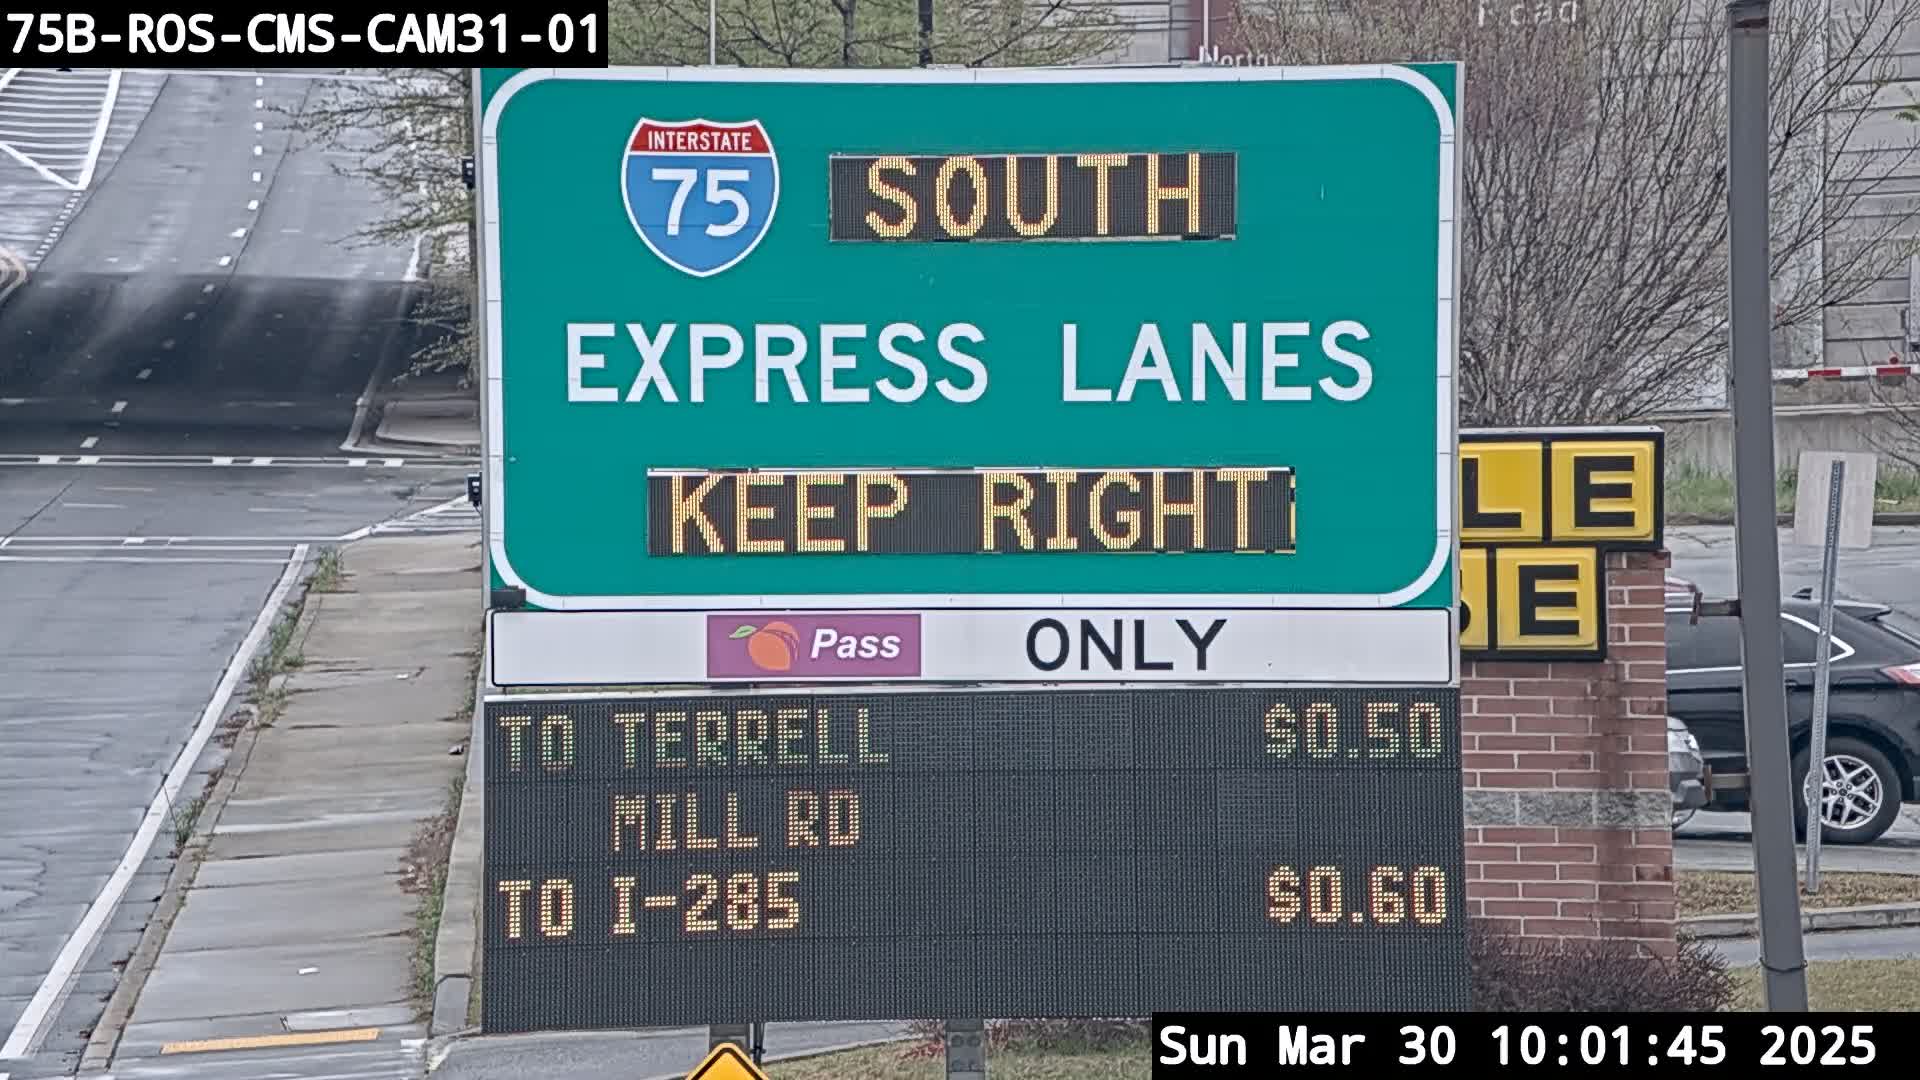 75B-ROS-CMS-CAM31-01
INTERSTATE
75
SOUTH
EXPRESS LANES
KEEP RIGHT
Pass ONLY
TO TERRELL $0.50
MILL RD
TO I-285 $0.60
LE
E
Sun Mar 30 10:01:45 2025